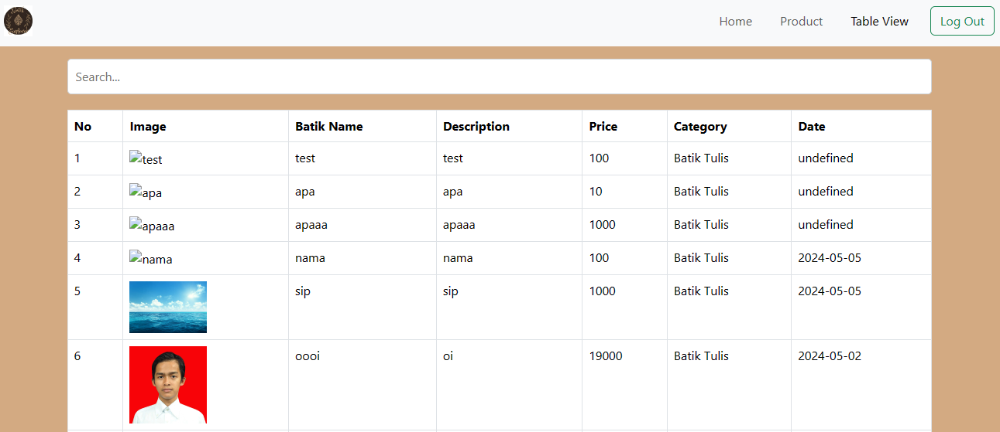 Home Product Table View Log Out
Search...
No Image Batik Name Description Price Category Date
1 test test test 100 Batik Tulis undefined
2 apa apa apa 10 Batik Tulis undefined
3 apaaa apaaa apaaa 1000 Batik Tulis undefined
4 nama nama nama 100 Batik Tulis 2024-05-05
5 sip sip 1000 Batik Tulis 2024-05-05
6 oooi oi 19000 Batik Tulis 2024-05-02